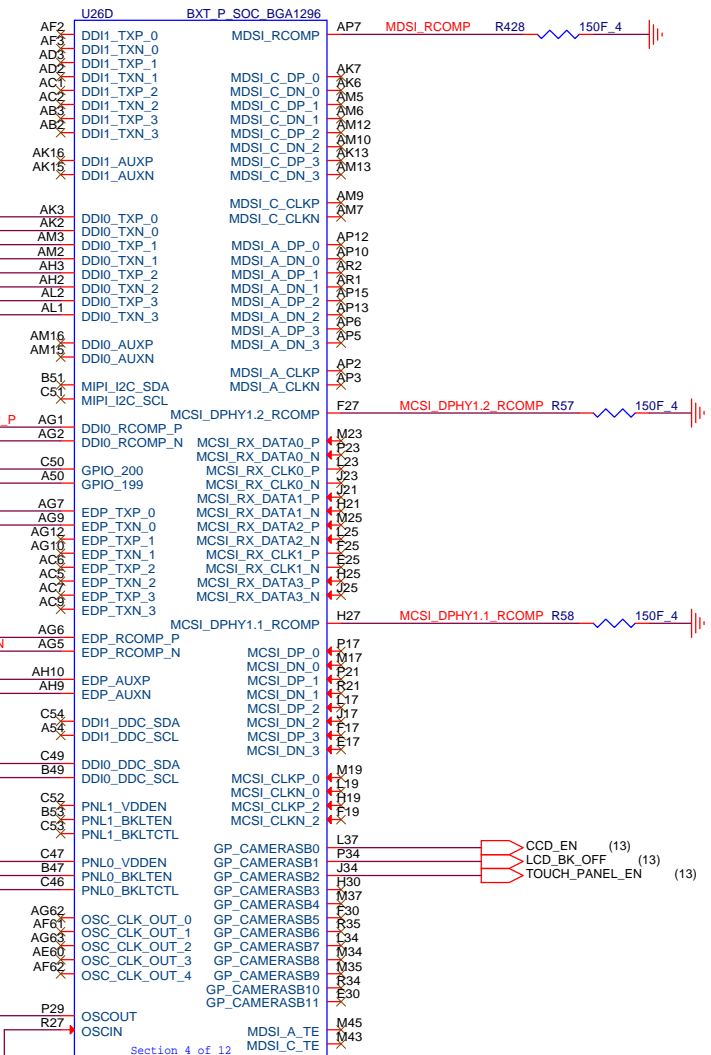 U26D BXT_P_SOC_BGA1296
AF2 DDI1_TXP_0 MDSI_RCOMP AP7 MDSI_RCOMP R428 150F_4
AF3 DDI1_TXN_0
AD3 DDI1_TXP_1
AD2 DDI1_TXN_1 MDSI_C_DP_0 AK7
AC1 DDI1_TXP_2 MDSI_C_DN_0 AK6
AC2 DDI1_TXN_2 MDSI_C_DP_1 AM5
AB3 DDI1_TXP_3 MDSI_C_DN_1 AM6
AB2 DDI1_TXN_3 MDSI_C_DP_2 AM12
MDSI_C_DN_2 AM10
AK16 DDI1_AUXP MDSI_C_DP_3 AK13
AK15 DDI1_AUXN MDSI_C_DN_3 AM13
MDSI_C_CLKP AM9
AK3 DDI0_TXP_0 MDSI_C_CLKN AM7
AK2 DDI0_TXN_0
AM3 DDI0_TXP_1 MDSI_A_DP_0 AP12
AM2 DDI0_TXN_1 MDSI_A_DN_0 AP10
AH3 DDI0_TXP_2 MDSI_A_DP_1 AR2
AH2 DDI0_TXN_2 MDSI_A_DN_1 AR1
AL2 DDI0_TXP_3 MDSI_A_DP_2 AP15
AL1 DDI0_TXN_3 MDSI_A_DN_2 AP13
MDSI_A_DP_3 AP6
AM16 DDI0_AUXP MDSI_A_DN_3 AP5
AM15 DDI0_AUXN
MDSI_A_CLKP AP2
B51 MIPI_I2C_SDA MDSI_A_CLKN AP3
C51 MIPI_I2C_SCL
MCSI_DPHY1.2_RCOMP F27 MCSI_DPHY1.2_RCOMP R57 150F_4
_P AG1 DDI0_RCOMP_P
AG2 DDI0_RCOMP_N MCSI_RX_DATA0_P M23
MCSI_RX_DATA0_N P23
C50 GPIO_200 MCSI_RX_CLK0_P L23
A50 GPIO_199 MCSI_RX_CLK0_N J23
MCSI_RX_DATA1_P J21
AG7 EDP_TXP_0 MCSI_RX_DATA1_N H21
AG9 EDP_TXN_0 MCSI_RX_DATA2_P M25
AG12 EDP_TXP_1 MCSI_RX_DATA2_N L25
AG10 EDP_TXN_1 MCSI_RX_CLK1_P F25
AC6 EDP_TXP_2 MCSI_RX_CLK1_N E25
AC5 EDP_TXN_2 MCSI_RX_DATA3_P H25
AC7 EDP_TXP_3 MCSI_RX_DATA3_N J25
AC9 EDP_TXN_3
MCSI_DPHY1.1_RCOMP H27 MCSI_DPHY1.1_RCOMP R58 150F_4
AG6 EDP_RCOMP_P
N AG5 EDP_RCOMP_N MCSI_DP_0 P17
MCSI_DN_0 M17
AH10 EDP_AUXP MCSI_DP_1 P21
AH9 EDP_AUXN MCSI_DN_1 R21
MCSI_DP_2 L17
C54 DDI1_DDC_SDA MCSI_DN_2 J17
A54 DDI1_DDC_SCL MCSI_DP_3 F17
MCSI_DN_3 E17
C49 DDI0_DDC_SDA
B49 DDI0_DDC_SCL MCSI_CLKP_0 M19
MCSI_CLKN_0 L19
C52 PNL1_VDDEN MCSI_CLKP_2 H19
B53 PNL1_BKLTEN MCSI_CLKN_2 F19
C53 PNL1_BKLTCTL
GP_CAMERASB0 L37 CCD_EN (13)
C47 PNL0_VDDEN GP_CAMERASB1 P34 LCD_BK_OFF (13)
B47 PNL0_BKLTEN GP_CAMERASB2 J34 TOUCH_PANEL_EN (13)
C46 PNL0_BKLTCTL GP_CAMERASB3 H30
GP_CAMERASB4 M37
AG62 OSC_CLK_OUT_0 GP_CAMERASB5 F30
AF61 OSC_CLK_OUT_1 GP_CAMERASB6 R35
AG63 OSC_CLK_OUT_2 GP_CAMERASB7 L34
AE60 OSC_CLK_OUT_3 GP_CAMERASB8 M34
AF62 OSC_CLK_OUT_4 GP_CAMERASB9 M35
GP_CAMERASB10 R34
GP_CAMERASB11 E30
P29 OSCOUT
R27 OSCIN MDSI_A_TE M45
Section 4 of 12 MDSI_C_TE M43